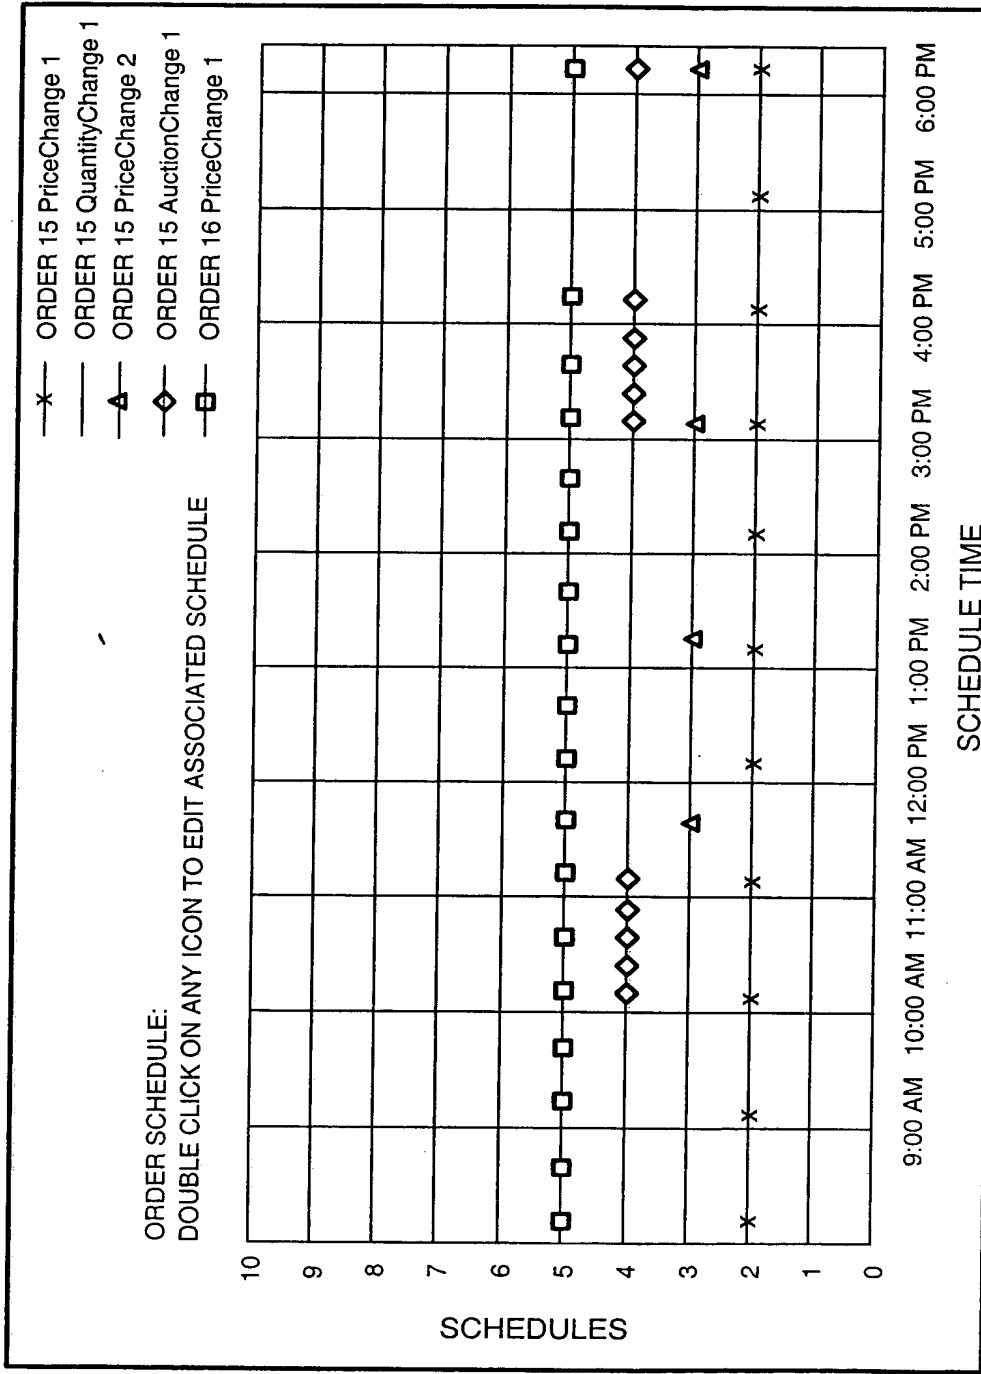 ORDER 15 PriceChange 1
ORDER 15 QuantityChange 1
ORDER 15 PriceChange 2
ORDER 15 AuctionChange 1
ORDER 16 PriceChange 1
ORDER SCHEDULE:
DOUBLE CLICK ON ANY ICON TO EDIT ASSOCIATED SCHEDULE
SCHEDULES
10
9
8
7
6
5
4
3
2
1
0
9:00 AM 10:00 AM 11:00 AM 12:00 PM 1:00 PM 2:00 PM 3:00 PM 4:00 PM 5:00 PM 6:00 PM
SCHEDULE TIME